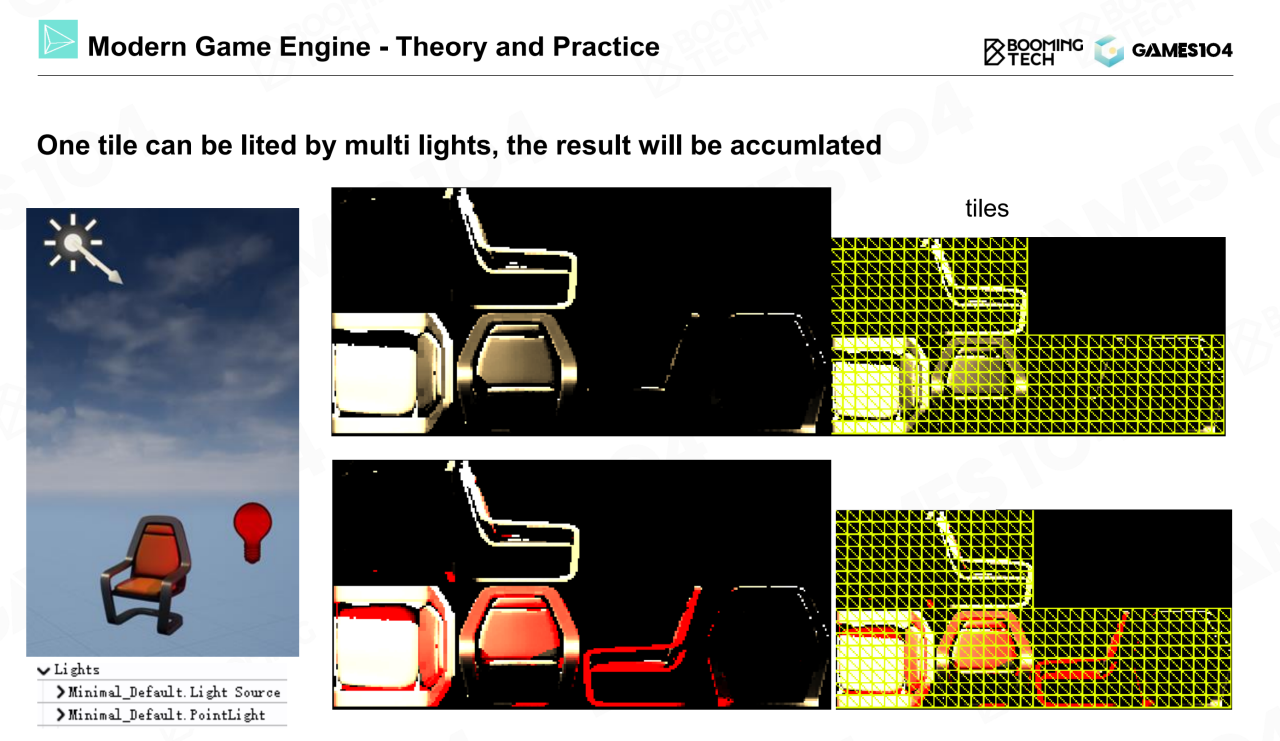 Modern Game Engine - Theory and Practice
BOOMING
TECH
GAMES104
One tile can be lited by multi lights, the result will be accumlated
tiles
Lights
Minimal_Default.Light Source
Minimal_Default.PointLight